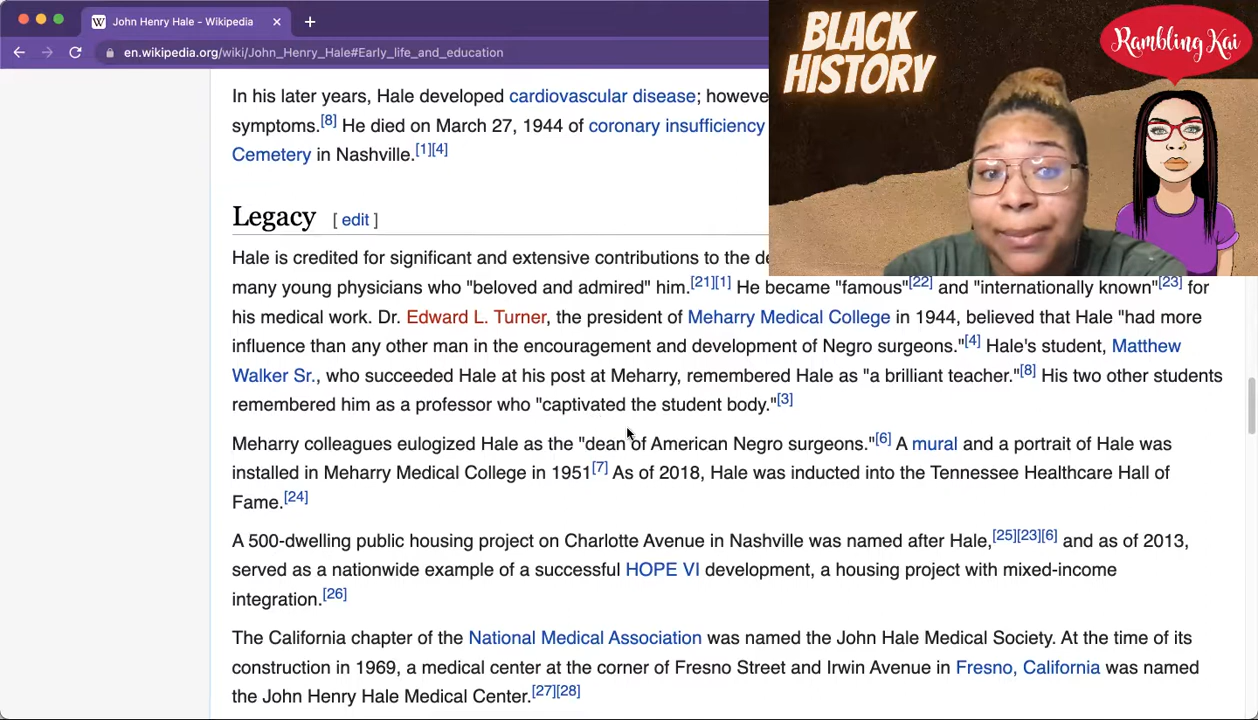 John Henry Hale - Wikipedia
en.wikipedia.org/wiki/John_Henry_Hale#Early_life_and_education
BLACK
HISTORY
Rambling Kai
In his later years, Hale developed cardiovascular disease; howeve
symptoms.[8] He died on March 27, 1944 of coronary insufficiency
Cemetery in Nashville.[1][4]
Legacy [ edit ]
Hale is credited for significant and extensive contributions to the de
many young physicians who "beloved and admired" him.[21][1] He became "famous"[22] and "internationally known"[23] for
his medical work. Dr. Edward L. Turner, the president of Meharry Medical College in 1944, believed that Hale "had more
influence than any other man in the encouragement and development of Negro surgeons."[4] Hale's student, Matthew
Walker Sr., who succeeded Hale at his post at Meharry, remembered Hale as "a brilliant teacher."[8] His two other students
remembered him as a professor who "captivated the student body."[3]
Meharry colleagues eulogized Hale as the "dean of American Negro surgeons."[6] A mural and a portrait of Hale was
installed in Meharry Medical College in 1951[7] As of 2018, Hale was inducted into the Tennessee Healthcare Hall of
Fame.[24]
A 500-dwelling public housing project on Charlotte Avenue in Nashville was named after Hale,[25][23][6] and as of 2013,
served as a nationwide example of a successful HOPE VI development, a housing project with mixed-income
integration.[26]
The California chapter of the National Medical Association was named the John Hale Medical Society. At the time of its
construction in 1969, a medical center at the corner of Fresno Street and Irwin Avenue in Fresno, California was named
the John Henry Hale Medical Center.[27][28]